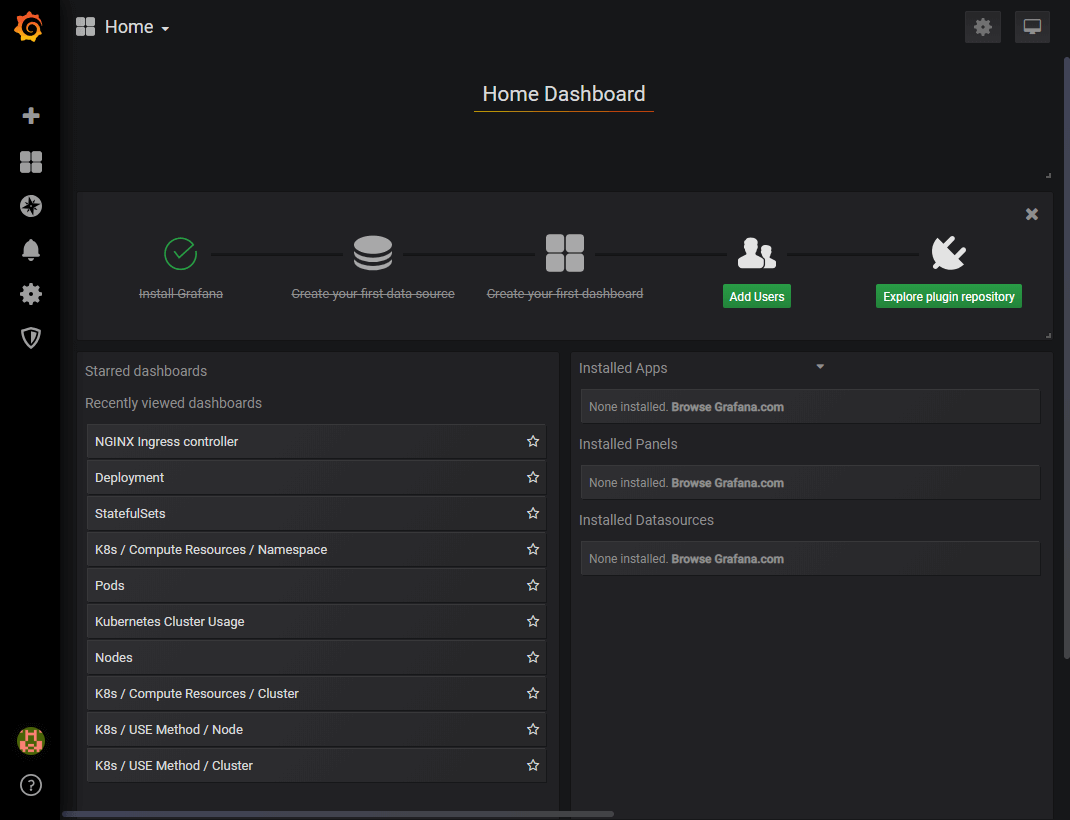 Home
Home Dashboard
Install Grafana
Create your first data source
Create your first dashboard
Add Users
Explore plugin repository
Starred dashboards
Recently viewed dashboards
NGINX Ingress controller
Deployment
StatefulSets
K8s / Compute Resources / Namespace
Pods
Kubernetes Cluster Usage
Nodes
K8s / Compute Resources / Cluster
K8s / USE Method / Node
K8s / USE Method / Cluster
Installed Apps
None installed. Browse Grafana.com
Installed Panels
None installed. Browse Grafana.com
Installed Datasources
None installed. Browse Grafana.com
?